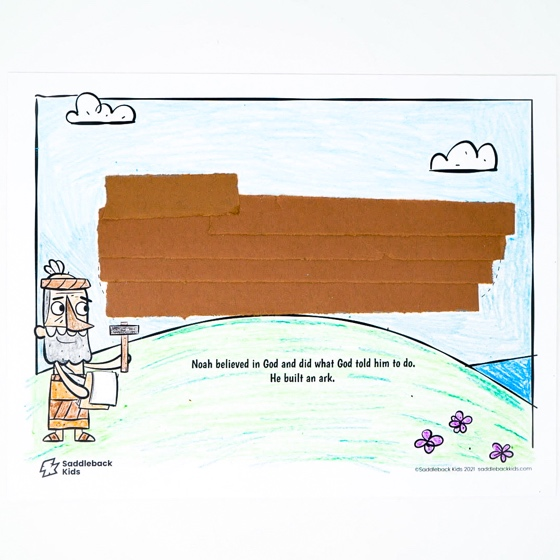 Noah believed in God and did what God told him to do.
He built an ark.
Saddleback
Kids
©Saddleback Kids 2021 saddlebackkids.com